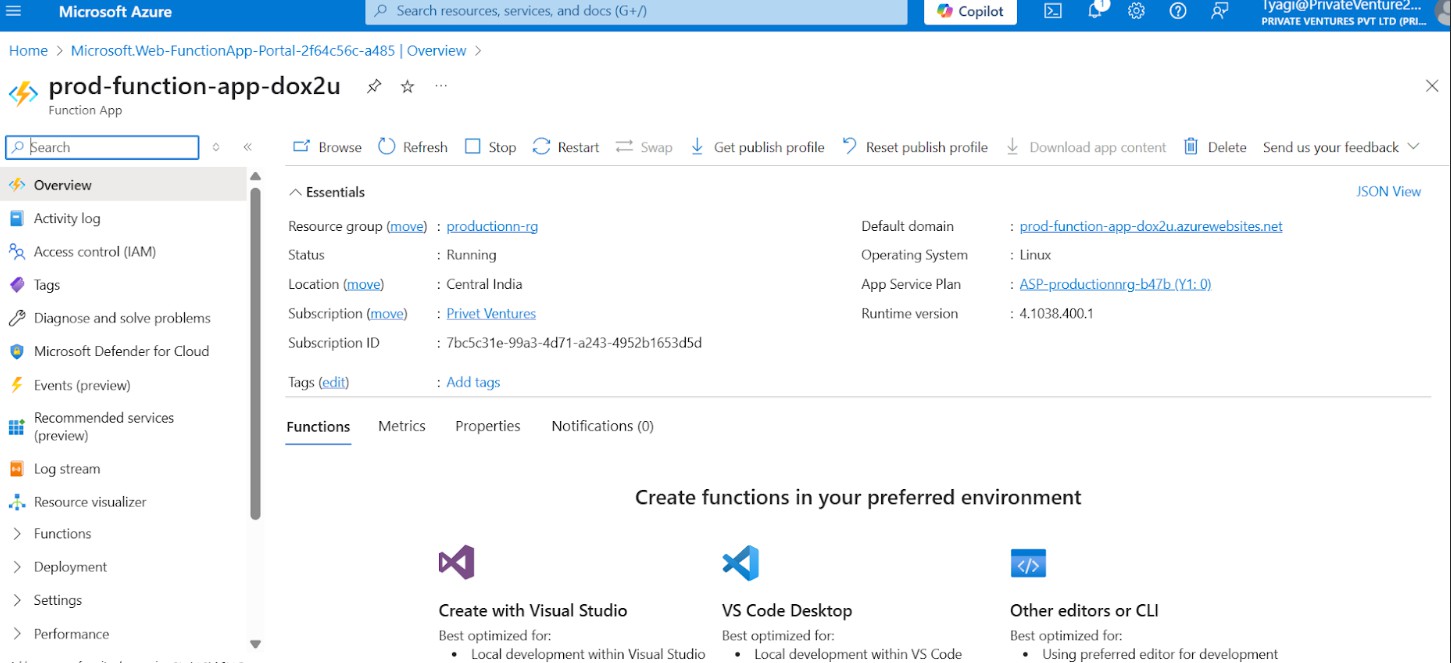 Microsoft Azure
Search resources, services, and docs (G+/)
Copilot
1
Tyagi@PrivateVenture2...
PRIVATE VENTURES PVT LTD (PRI...
Home > Microsoft.Web-FunctionApp-Portal-2f64c56c-a485 | Overview >
prod-function-app-dox2u
...
Function App
Search
Browse
Refresh
Stop
Restart
Swap
Get publish profile
Reset publish profile
Download app content
Delete
Send us your feedback
Overview
Activity log
Access control (IAM)
Tags
Diagnose and solve problems
Microsoft Defender for Cloud
Events (preview)
Recommended services
(preview)
Log stream
Resource visualizer
Functions
Deployment
Settings
Performance
Essentials
JSON View
Resource group (move) : productionn-rg
Status : Running
Location (move) : Central India
Subscription (move) : Privet Ventures
Subscription ID : 7bc5c31e-99a3-4d71-a243-4952b1653d5d
Tags (edit) : Add tags
Default domain : prod-function-app-dox2u.azurewebsites.net
Operating System : Linux
App Service Plan : ASP-productionnrg-b47b (Y1: 0)
Runtime version : 4.1038.400.1
Functions
Metrics
Properties
Notifications (0)
Create functions in your preferred environment
Create with Visual Studio
Best optimized for:
• Local development within Visual Studio
VS Code Desktop
Best optimized for:
• Local development within VS Code
Other editors or CLI
Best optimized for:
• Using preferred editor for development